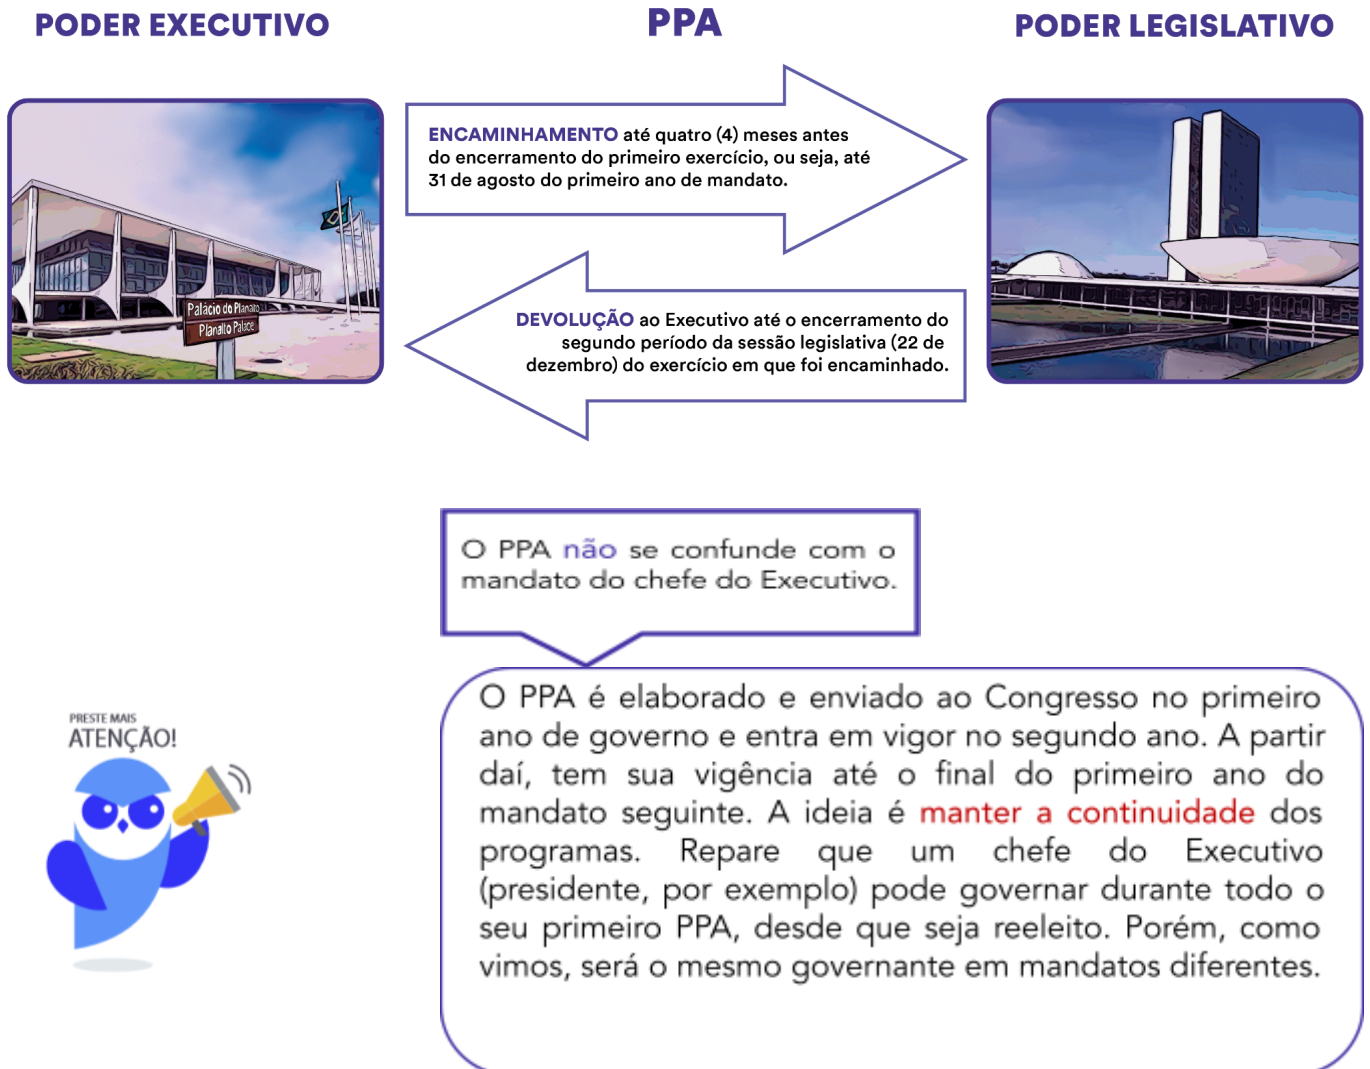 PODER EXECUTIVO
PPA
PODER LEGISLATIVO
ENCAMINHAMENTO até quatro (4) meses antes
do encerramento do primeiro exercício, ou seja, até
31 de agosto do primeiro ano de mandato.
Palácio do Planalto
Planalto Palace
DEVOLUÇÃO ao Executivo até o encerramento do
segundo período da sessão legislativa (22 de
dezembro) do exercício em que foi encaminhado.
O PPA não se confunde com o
mandato do chefe do Executivo.
PRESTE MAIS
ATENÇÃO!
O PPA é elaborado e enviado ao Congresso no primeiro
ano de governo e entra em vigor no segundo ano. A partir
daí, tem sua vigência até o final do primeiro ano do
mandato seguinte. A ideia é manter a continuidade dos
programas. Repare que um chefe do Executivo
(presidente, por exemplo) pode governar durante todo o
seu primeiro PPA, desde que seja reeleito. Porém, como
vimos, será o mesmo governante em mandatos diferentes.